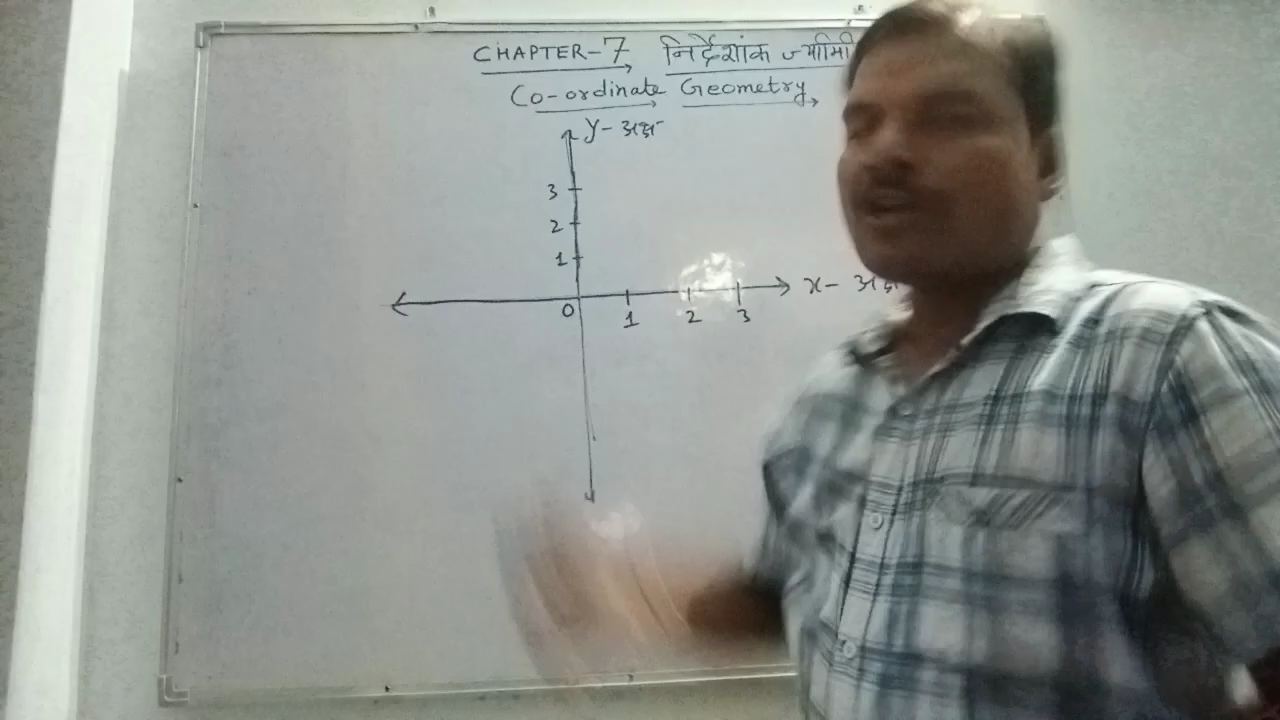 CHAPTER-7 निर्देशांक
Co-ordinate Geometry
y-अक्ष
3
2
1
x-
0 1 2 3